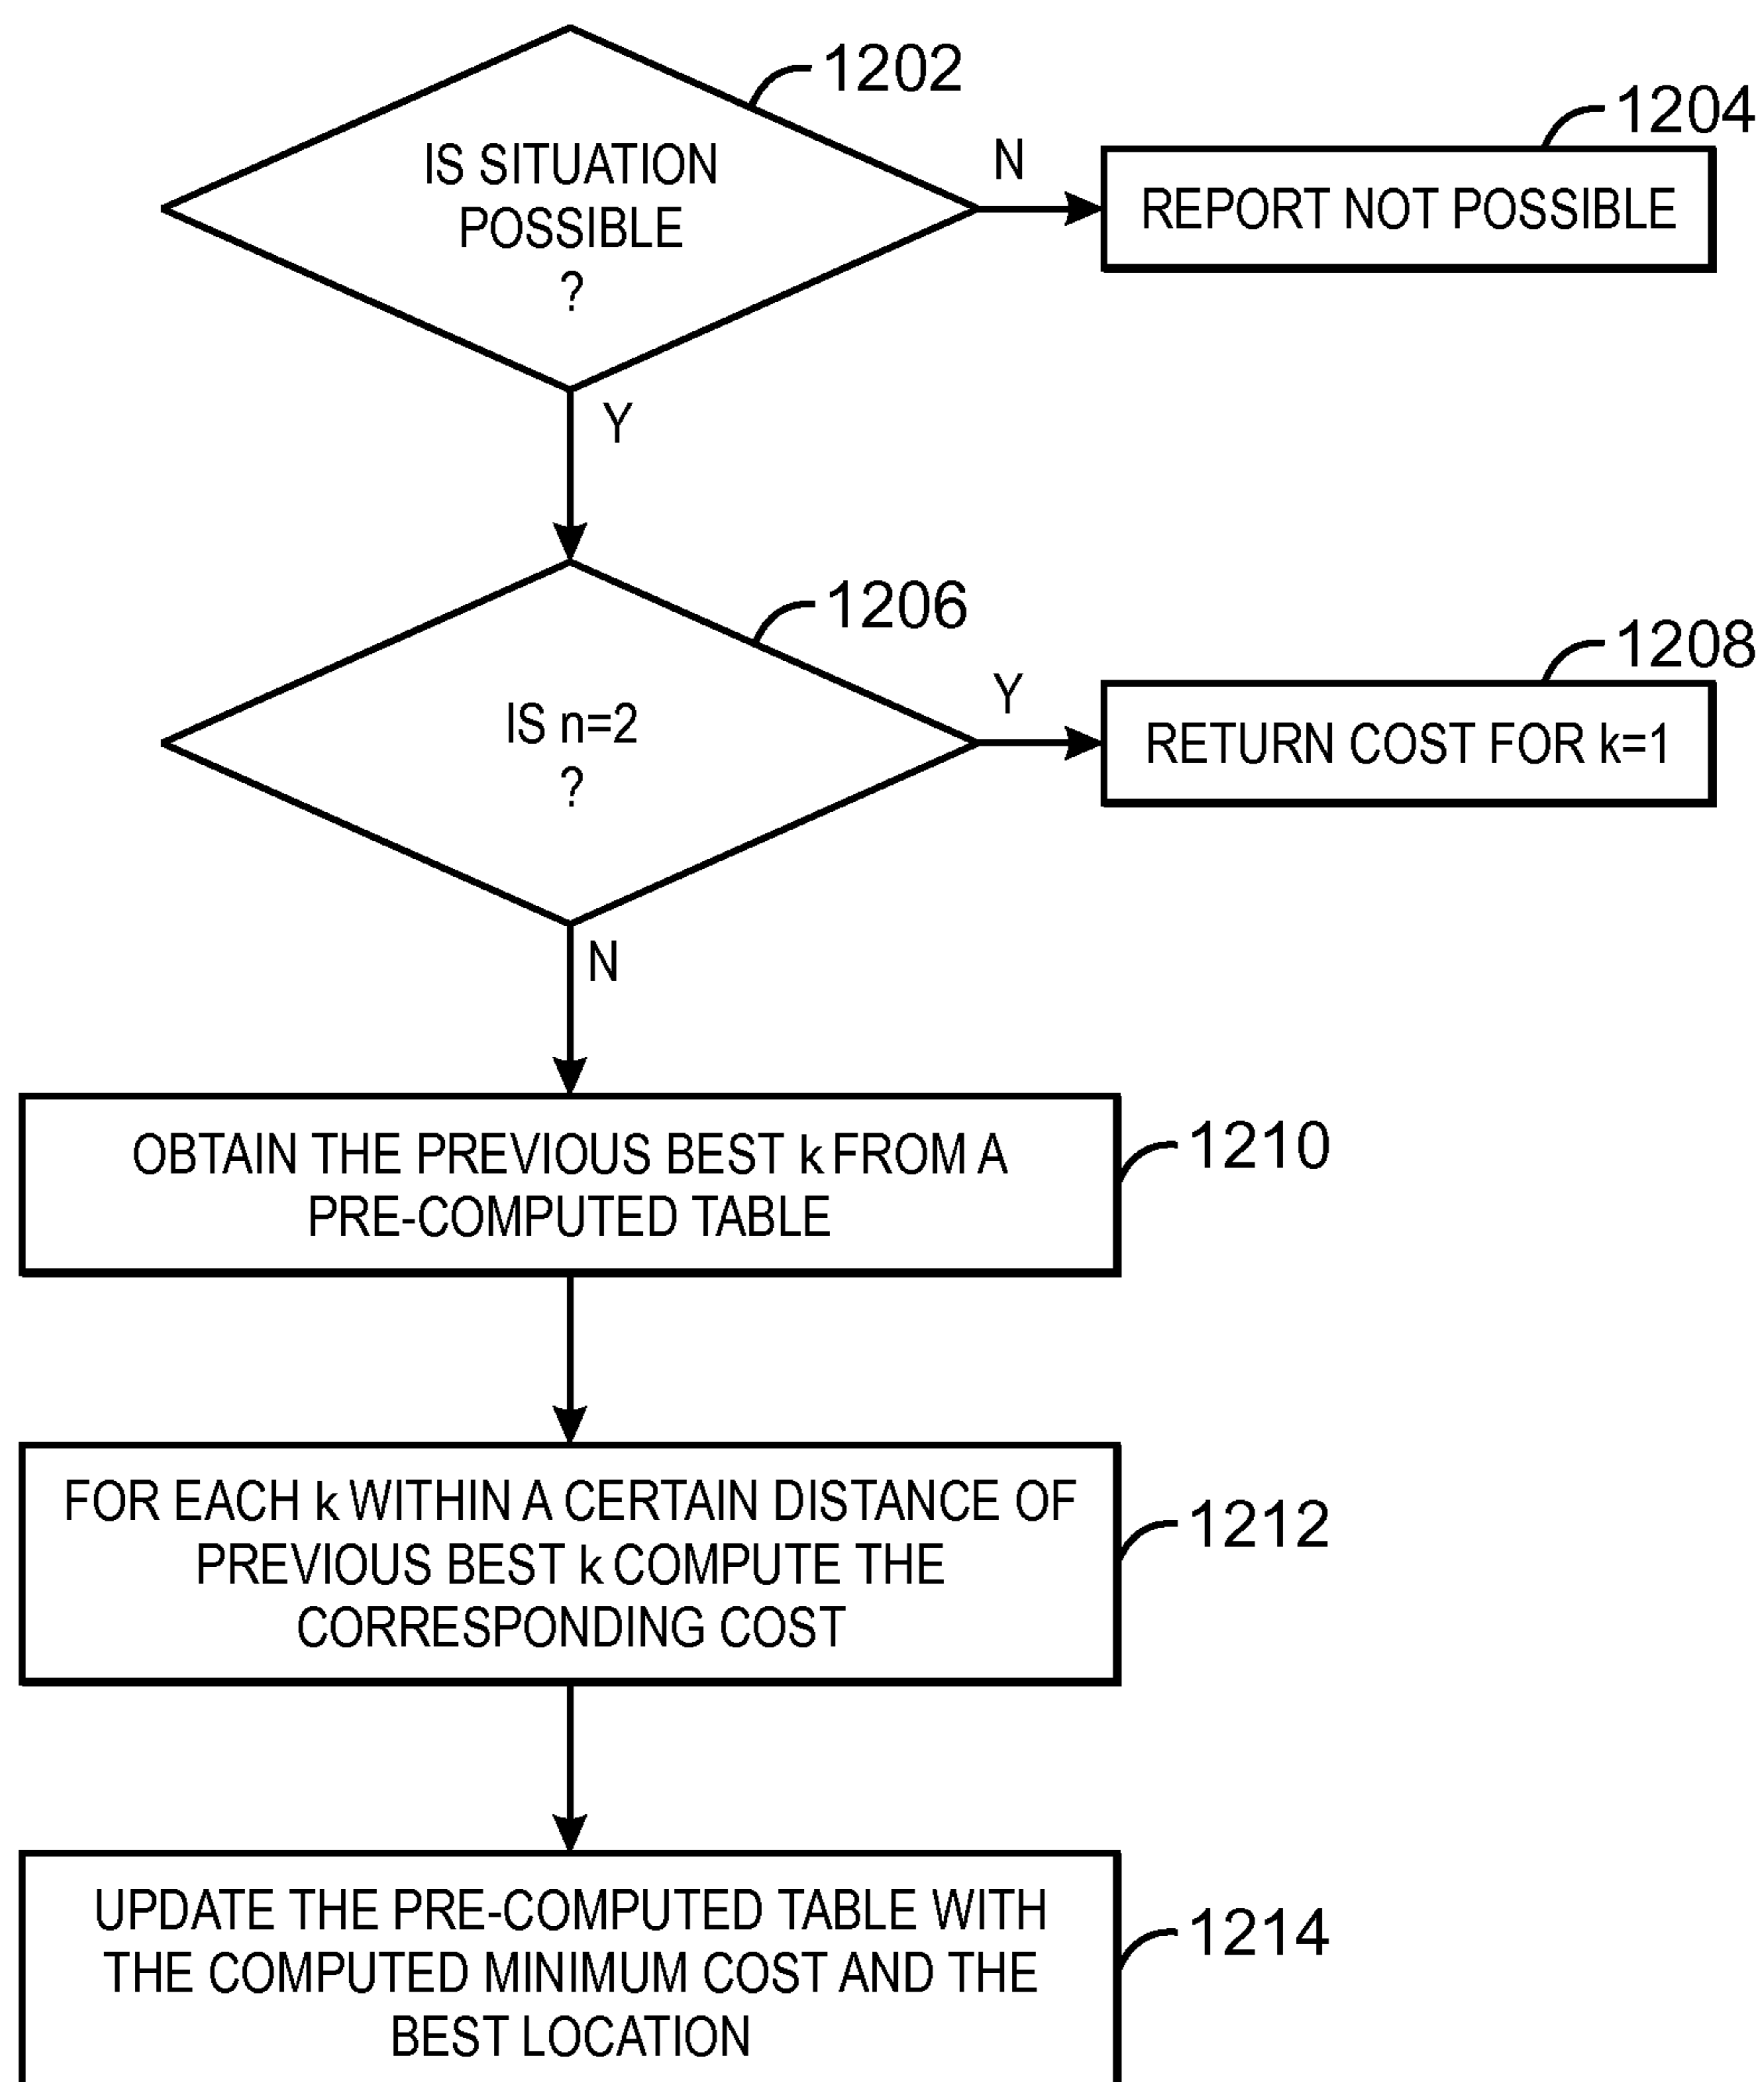 1202
IS SITUATION
POSSIBLE
?
N
1204
REPORT NOT POSSIBLE
Y
1206
IS n=2
?
Y
1208
RETURN COST FOR k=1
N
OBTAIN THE PREVIOUS BEST k FROM A
PRE-COMPUTED TABLE
1210
FOR EACH k WITHIN A CERTAIN DISTANCE OF
PREVIOUS BEST k COMPUTE THE
CORRESPONDING COST
1212
UPDATE THE PRE-COMPUTED TABLE WITH
THE COMPUTED MINIMUM COST AND THE
BEST LOCATION
1214